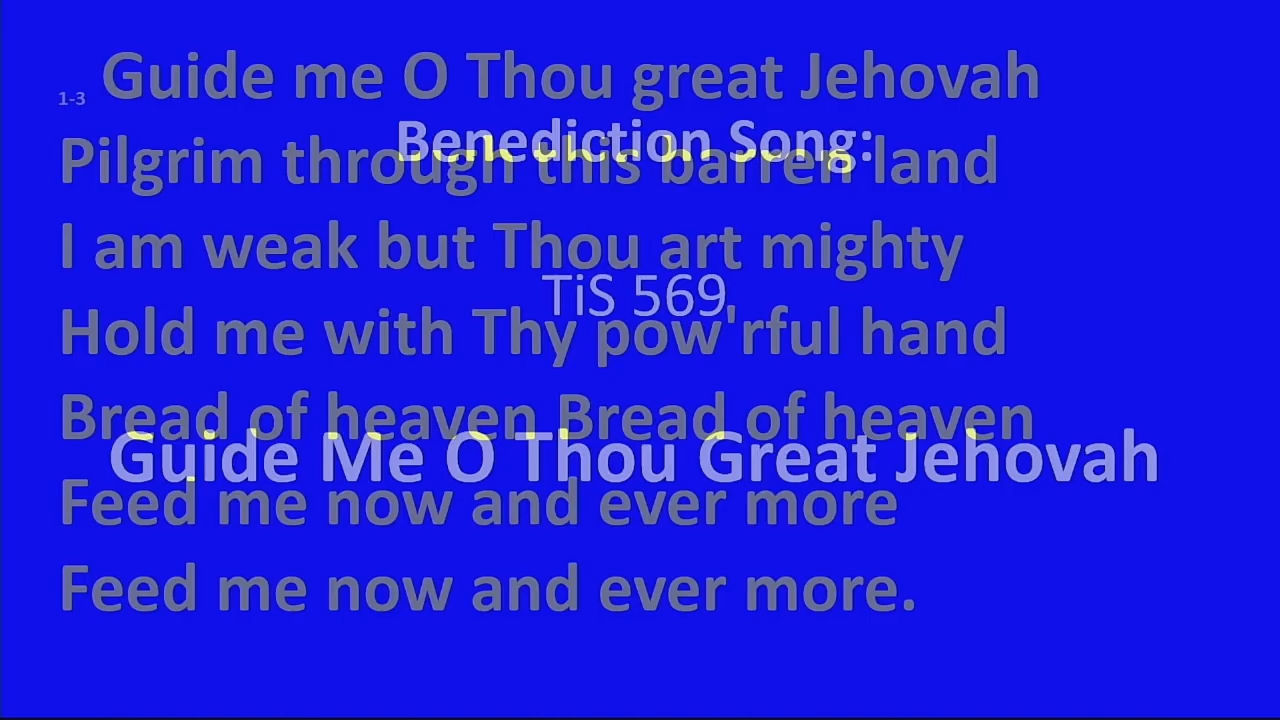 1-3 Guide me O Thou great Jehovah
Benediction Song:
Pilgrim through this barren land
I am weak but Thou art mighty
TiS 569
Hold me with Thy pow'rful hand
Bread of heaven Bread of heaven
Guide Me O Thou Great Jehovah
Feed me now and ever more
Feed me now and ever more.